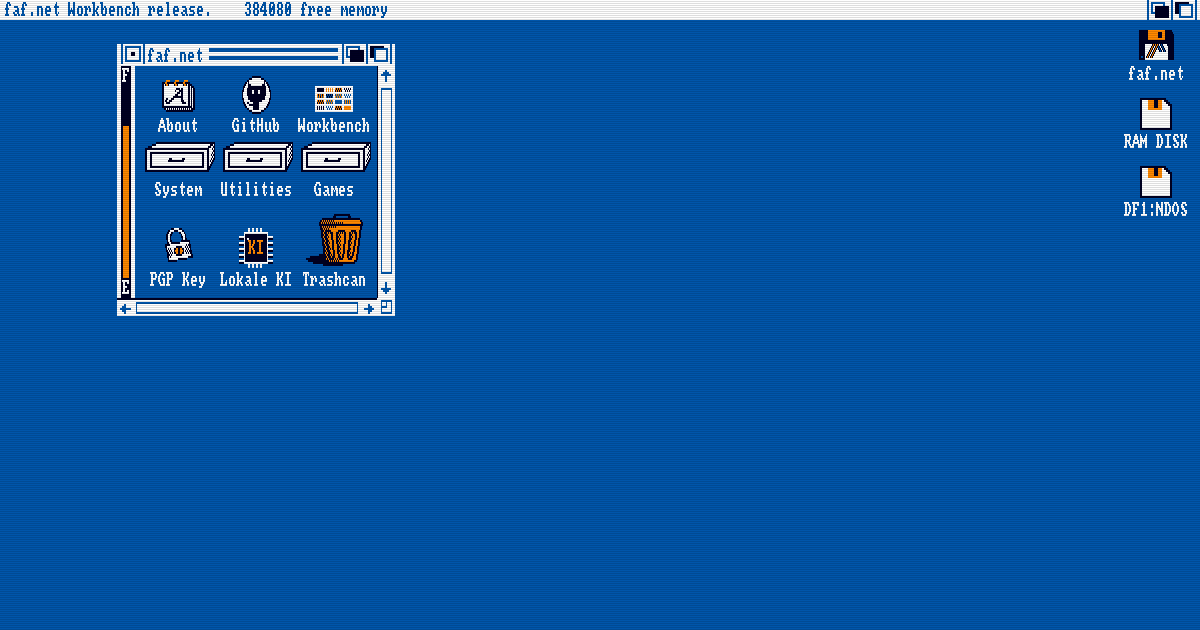 faf.net Workbench release. 384080 free memory
faf.net
F
About GitHub Workbench
System Utilities Games
KI
PGP Key Lokale KI Trashcan
E
faf.net
RAM DISK
DF1:NDOS